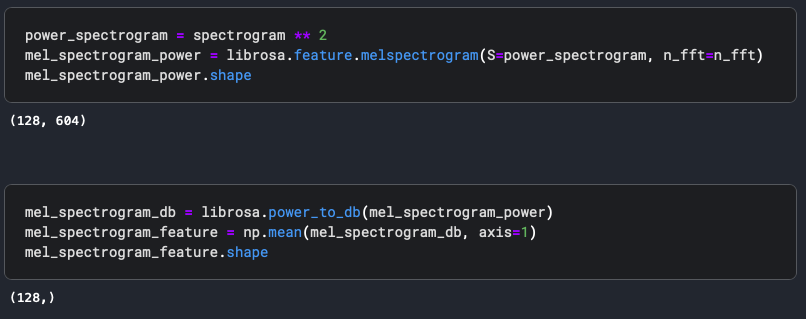 power_spectrogram = spectrogram ** 2
mel_spectrogram_power = librosa.feature.melspectrogram(S=power_spectrogram, n_fft=n_fft)
mel_spectrogram_power.shape
(128, 604)
mel_spectrogram_db = librosa.power_to_db(mel_spectrogram_power)
mel_spectrogram_feature = np.mean(mel_spectrogram_db, axis=1)
mel_spectrogram_feature.shape
(128,)